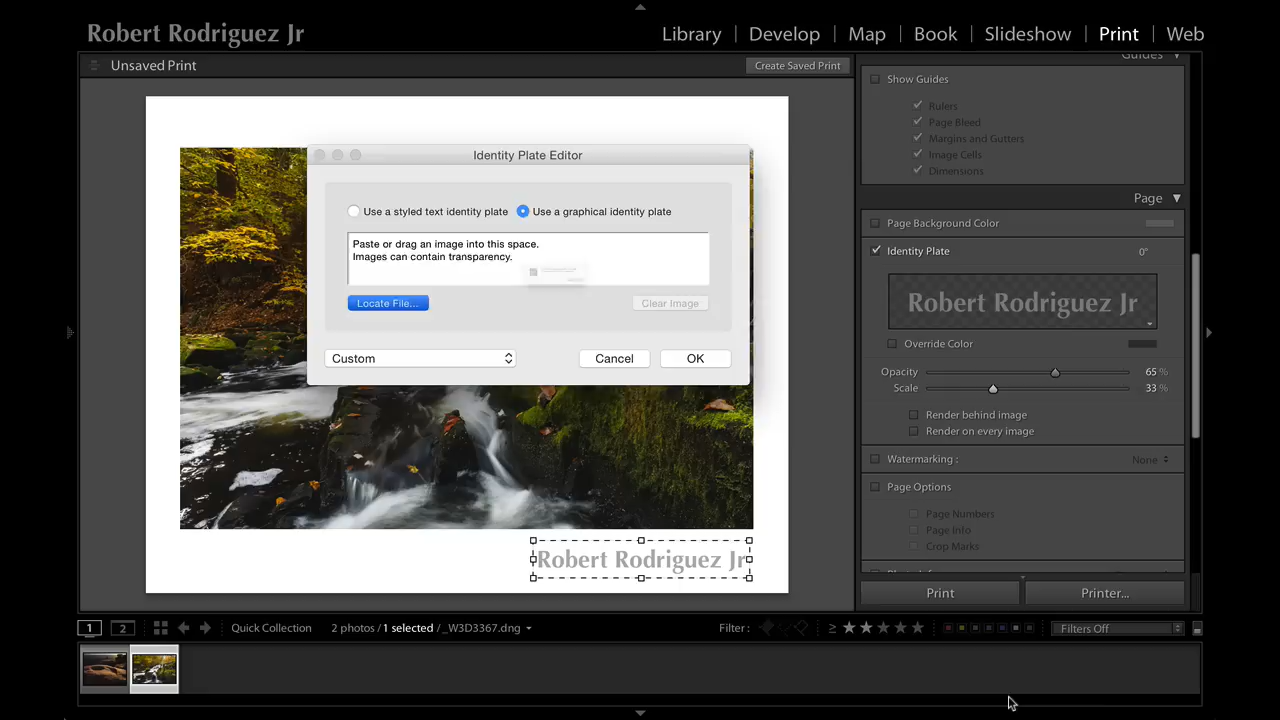 Robert Rodriguez Jr
Library | Develop | Map | Book | Slideshow | Print | Web
Unsaved Print
Create Saved Print
Guides
Show Guides
Rulers
Page Bleed
Margins and Gutters
Image Cells
Dimensions
Identity Plate Editor
Use a styled text identity plate
Use a graphical identity plate
Paste or drag an image into this space.
Images can contain transparency.
Locate File...
Clear Image
Custom
Cancel
OK
Page
Page Background Color
Identity Plate
0°
Robert Rodriguez Jr
Override Color
Opacity 65 %
Scale 33 %
Render behind image
Render on every image
Watermarking : None
Page Options
Page Numbers
Page Info
Crop Marks
Robert Rodriguez Jr
Print
Printer...
1 2 Quick Collection 2 photos / 1 selected / _W3D3367.dng Filter : ≥ ★★★★★ Filters Off